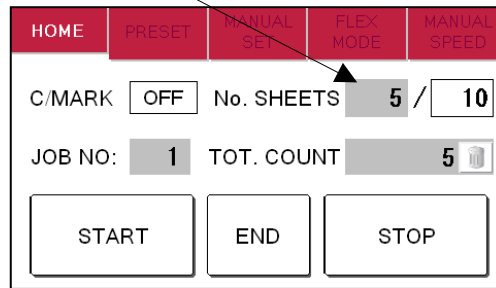 HOME PRESET MANUAL SET FLEX MODE MANUAL SPEED
C/MARK OFF No. SHEETS 5 / 10
JOB NO: 1 TOT. COUNT 5
START END STOP